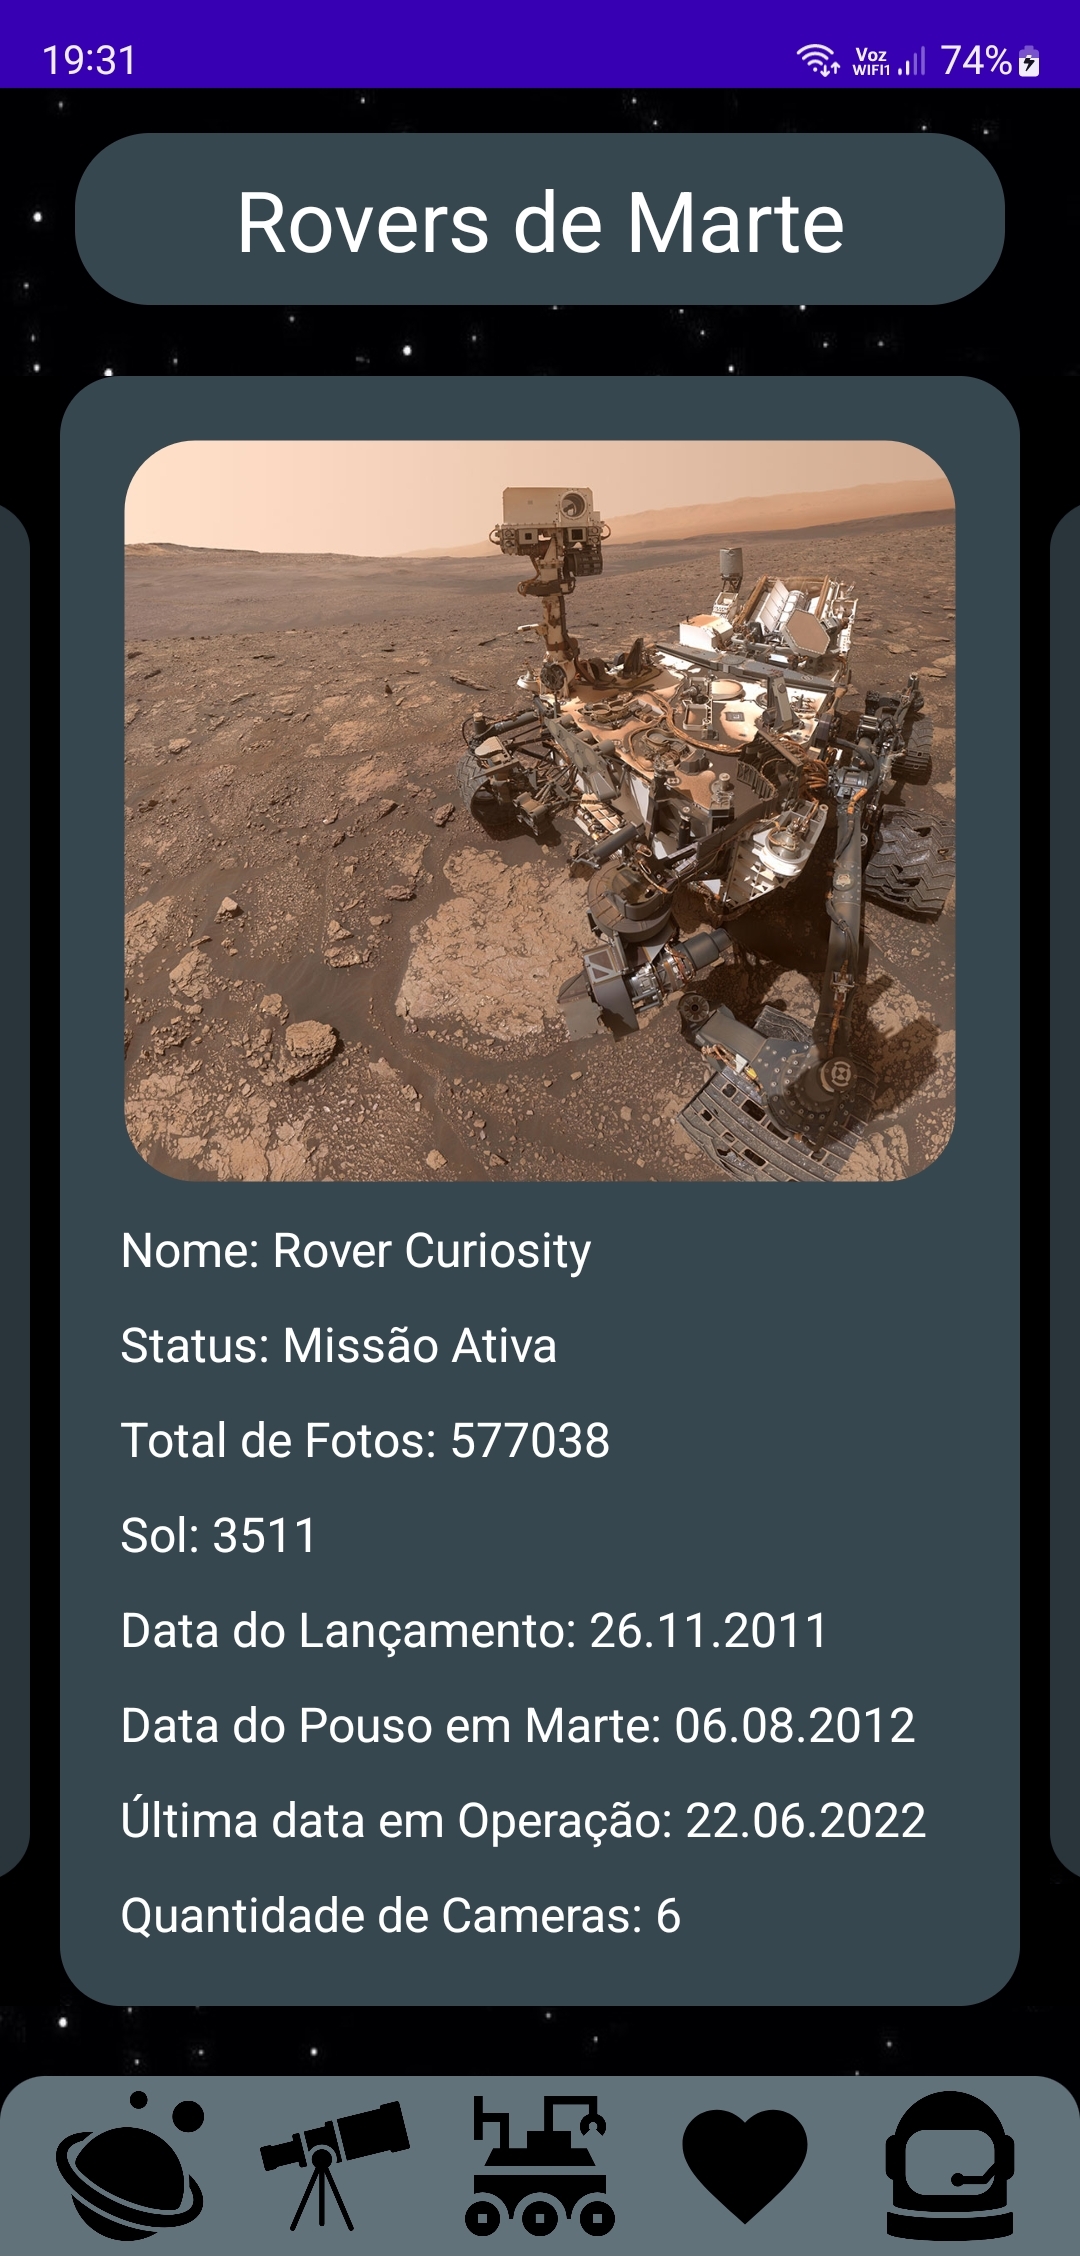 19:31
Voz
WIFI1
74%
Rovers de Marte
Nome: Rover Curiosity
Status: Missão Ativa
Total de Fotos: 577038
Sol: 3511
Data do Lançamento: 26.11.2011
Data do Pouso em Marte: 06.08.2012
Última data em Operação: 22.06.2022
Quantidade de Cameras: 6